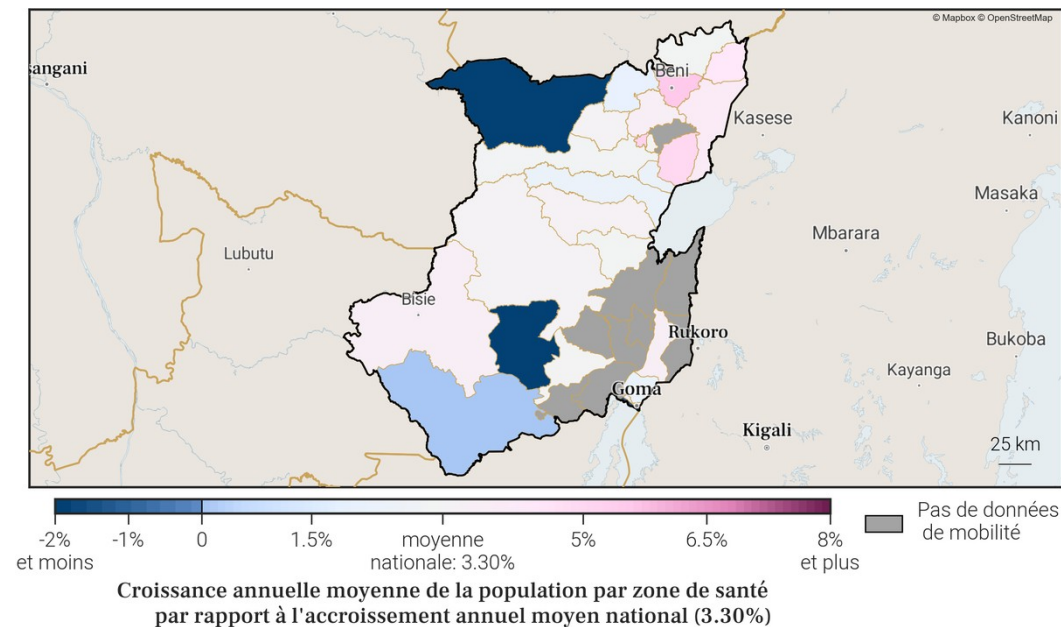 © Mapbox © OpenStreetMap
sangani
Beni
Kasese
Kanoni
Masaka
Mbarara
Lubutu
Bisie
Rukoro
Bukoba
Kayanga
Goma
Kigali
25 km
-2%
et moins
-1%
0
1.5%
moyenne
nationale: 3.30%
5%
6.5%
8%
et plus
Pas de données
de mobilité
Croissance annuelle moyenne de la population par zone de santé
par rapport à l'accroissement annuel moyen national (3.30%)